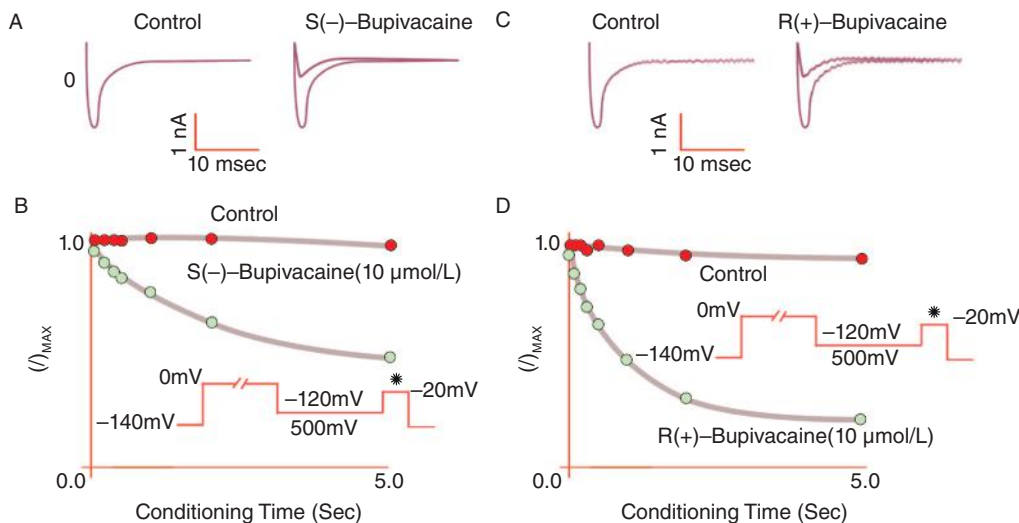 A
Control
S(–)–Bupivacaine
0
1 nA
10 msec
C
Control
R(+)–Bupivacaine
1 nA
10 msec
B
Control
1.0
S(–)–Bupivacaine(10 μmol/L)
(/)MAX
0mV
–120mV
–20mV
–140mV
500mV
0.0
5.0
Conditioning Time (Sec)
D
1.0
Control
(/)MAX
0mV
–120mV
–20mV
–140mV
500mV
R(+)–Bupivacaine(10 μmol/L)
0.0
5.0
Conditioning Time (Sec)